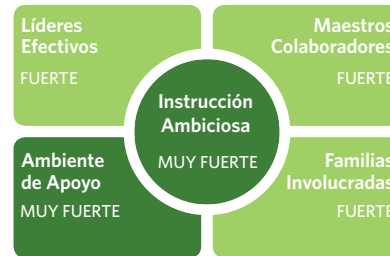 Líderes
Efectivos
FUERTE
Maestros
Colaboradores
FUERTE
Instrucción
Ambiciosa
MUY FUERTE
Ambiente
de Apoyo
MUY FUERTE
Familias
Involucradas
FUERTE